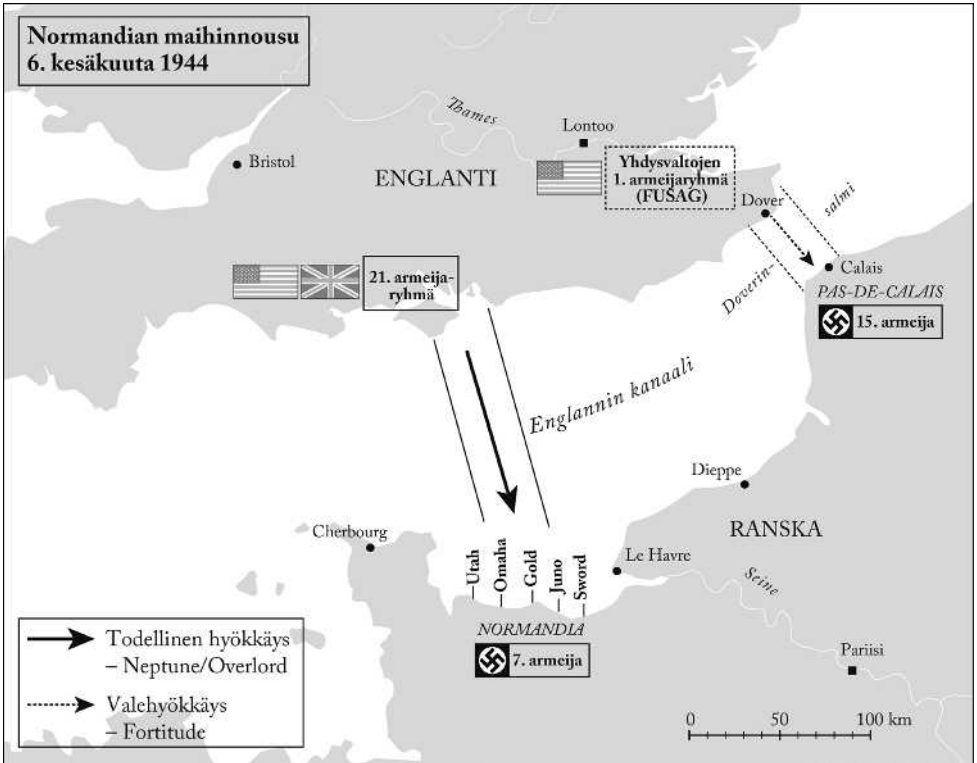 Normandian maihinnousu
6. kesäkuuta 1944
Thames
Lontoo
Bristol
ENGLANTI
Yhdysvaltojen
1. armeijaryhmä
(FUSAG)
Dover
salmi
Doverin-
Calais
PAS-DE-CALAIS
15. armeija
21. armeija-
ryhmä
Englannin kanaali
Dieppe
RANSKA
Cherbourg
Utah
Omaha
Gold
Juno
Sword
Le Havre
Seine
NORMANDIA
7. armeija
Pariisi
Todellinen hyökkäys
– Neptune/Overlord
Valehyökkäys
– Fortitude
0 50 100 km